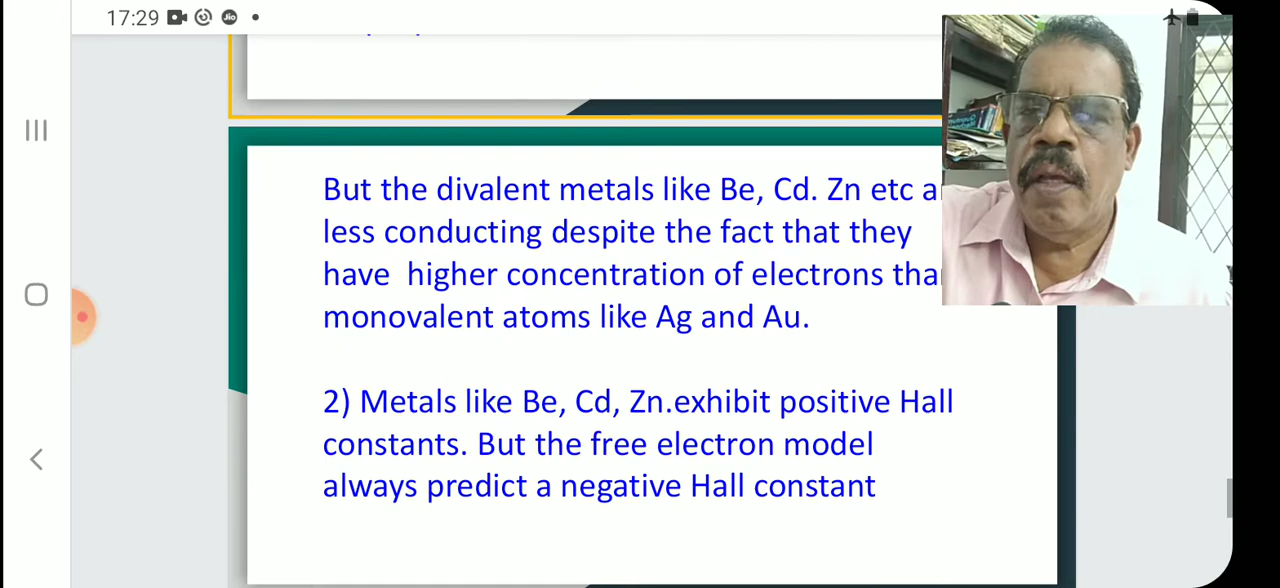 17:29
Jio
But the divalent metals like Be, Cd. Zn etc
less conducting despite the fact that they
have higher concentration of electrons
monovalent atoms like Ag and Au.
2) Metals like Be, Cd, Zn.exhibit positive Hall
constants. But the free electron model
always predict a negative Hall constant